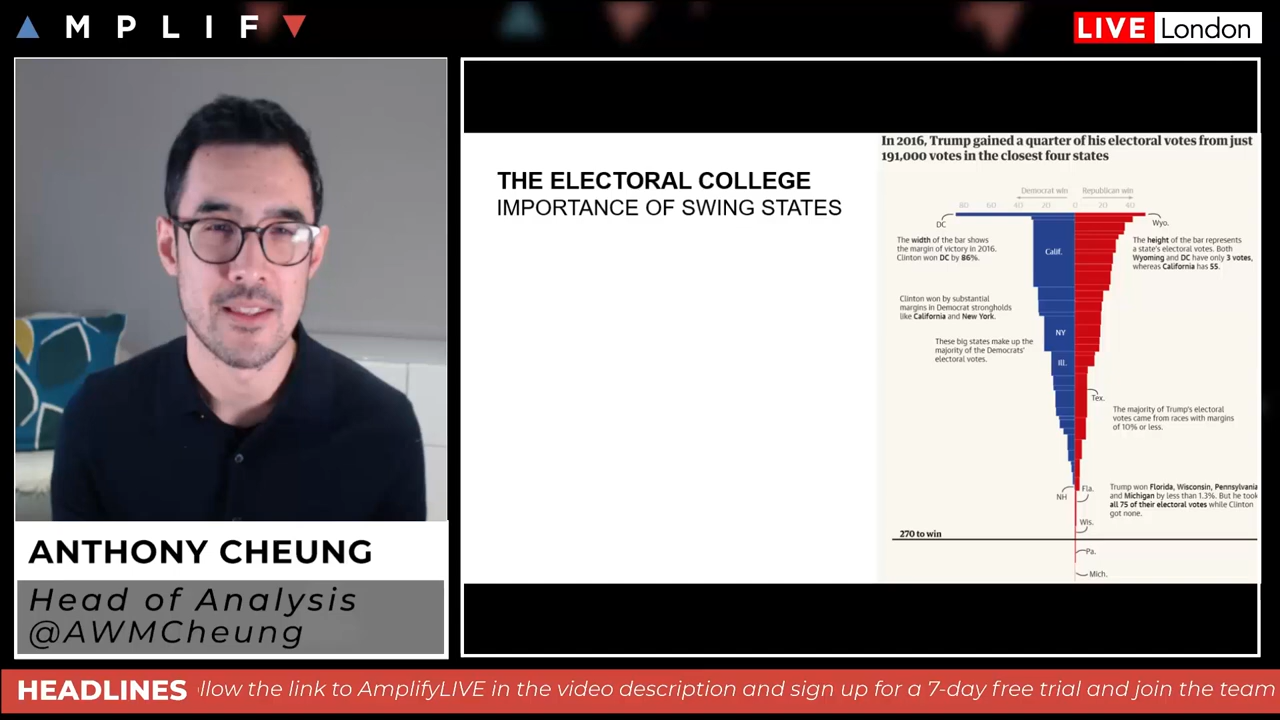 AMPLIFY
LIVE London
THE ELECTORAL COLLEGE
IMPORTANCE OF SWING STATES
In 2016, Trump gained a quarter of his electoral votes from just
191,000 votes in the closest four states
Democrat win
Republican win
80 60 40 20 0 20 40
DC
Wyo.
The width of the bar shows
the margin of victory in 2016.
Clinton won DC by 86%.
Calif.
The height of the bar represents
a state's electoral votes. Both
Wyoming and DC have only 3 votes,
whereas California has 55.
Clinton won by substantial
margins in Democrat strongholds
like California and New York.
NY
These big states make up the
majority of the Democrats'
electoral votes.
Ill.
Tex.
The majority of Trump's electoral
votes came from races with margins
of 10% or less.
NH
Fla.
Trump won Florida, Wisconsin, Pennsylvania
and Michigan by less than 1.3%. But he took
all 75 of their electoral votes while Clinton
got none.
Wis.
270 to win
Pa.
Mich.
ANTHONY CHEUNG
Head of Analysis
@AWMCheung
HEADLINES
llow the link to AmplifyLIVE in the video description and sign up for a 7-day free trial and join the team